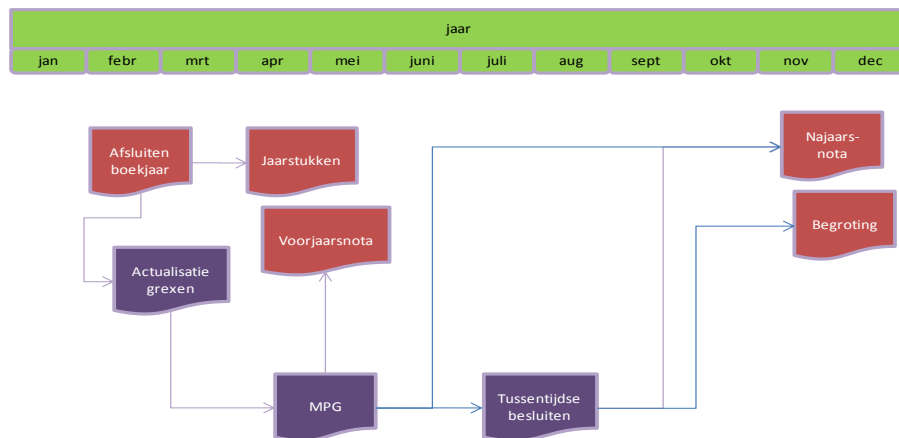 jaar
jan febr mrt apr mei juni juli aug sept okt nov dec
Afsluiten
boekjaar
Jaarstukken
Najaars-
nota
Voorjaarsnota
Begroting
Actualisatie
grexen
MPG
Tussentijdse
besluiten